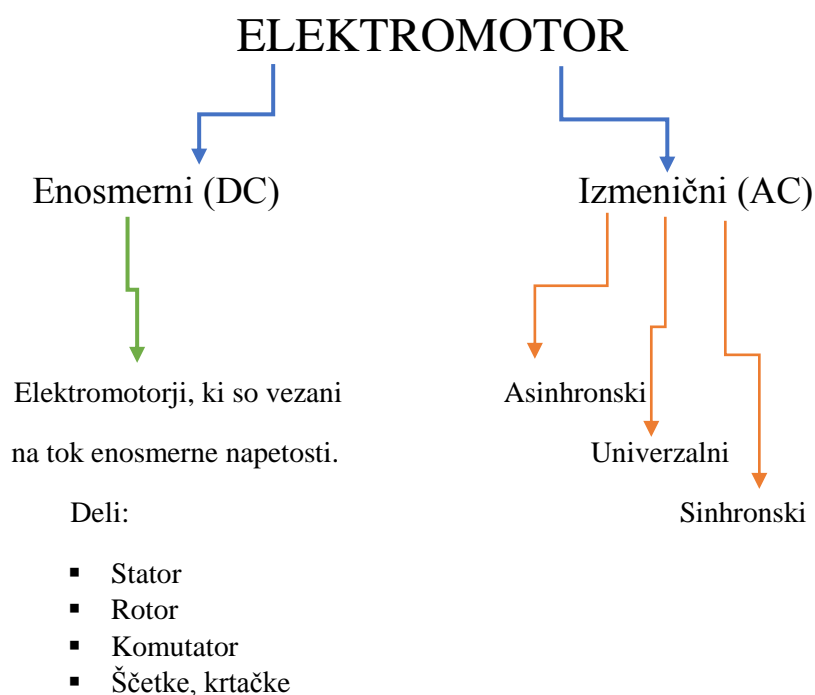 ELEKTROMOTOR
Enosmerni (DC)
Izmenični (AC)
Elektromotorji, ki so vezani
na tok enosmerne napetosti.
Deli:
▪ Stator
▪ Rotor
▪ Komutator
▪ Ščetke, krtačke
Asinhronski
Univerzalni
Sinhronski